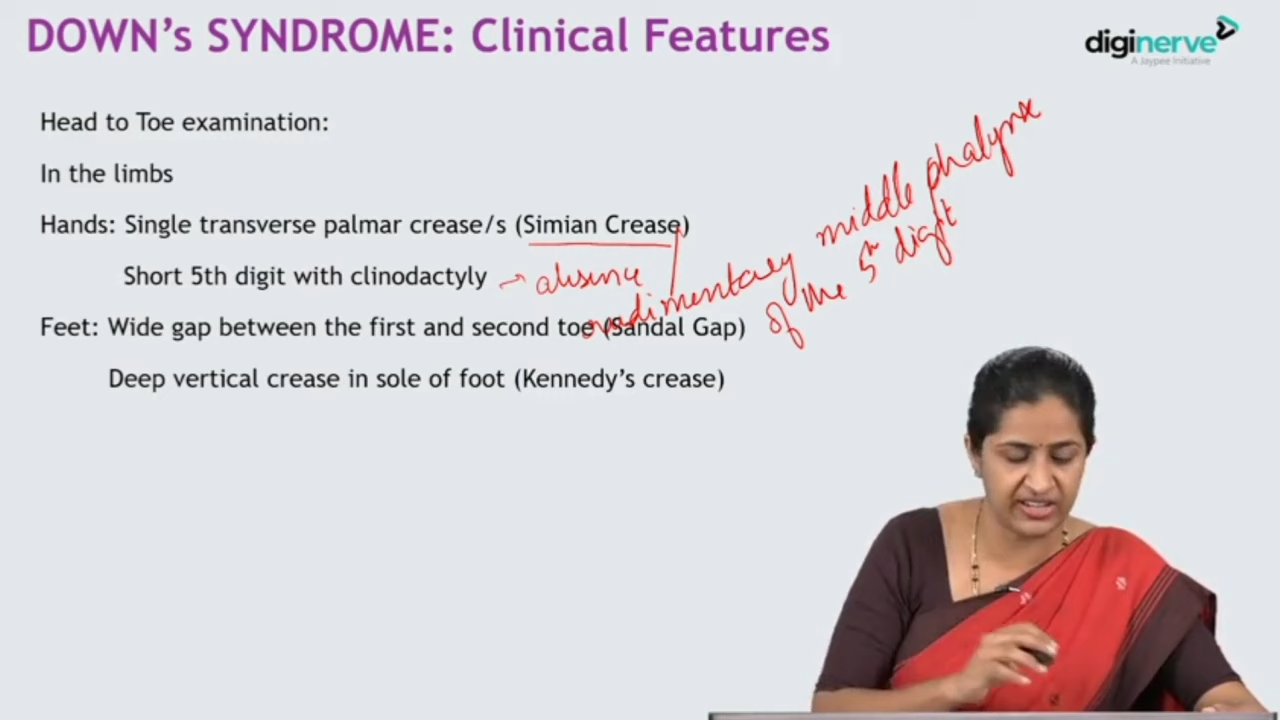 DOWN's SYNDROME: Clinical Features
diginerve
A Jaypee Initiative
Head to Toe examination:
In the limbs
Hands: Single transverse palmar crease/s (Simian Crease)
Short 5th digit with clinodactyly → absence /
rudimentary middle phalynx
of the 5th digit
Feet: Wide gap between the first and second toe (Sandal Gap)
Deep vertical crease in sole of foot (Kennedy's crease)